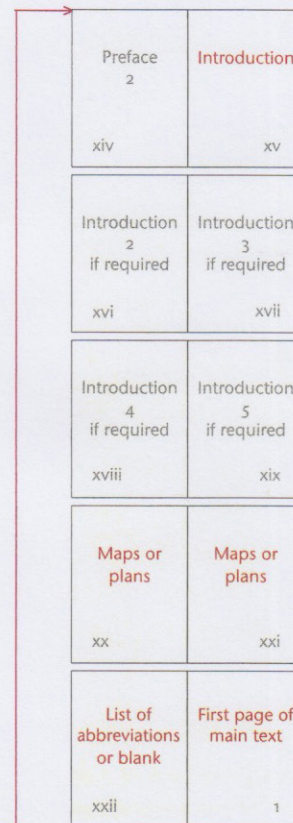 Preface
2
xiv
Introduction
xv
Introduction
2
if required
xvi
Introduction
3
if required
xvii
Introduction
4
if required
xviii
Introduction
5
if required
xix
Maps or
plans
xx
Maps or
plans
xxi
List of
abbreviations
or blank
xxii
First page of
main text
1